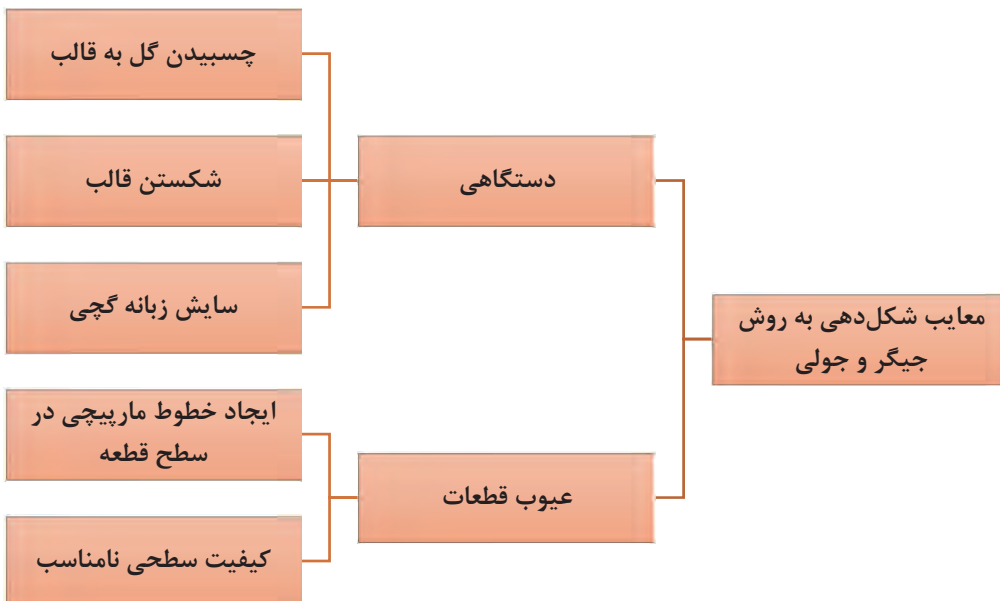 معایب شکل‌دهی به روش
جیگر و جولی
دستگاهی
چسبیدن گل به قالب
شکستن قالب
سایش زبانه گچی
عیوب قطعات
ایجاد خطوط مارپیچی در
سطح قطعه
کیفیت سطحی نامناسب